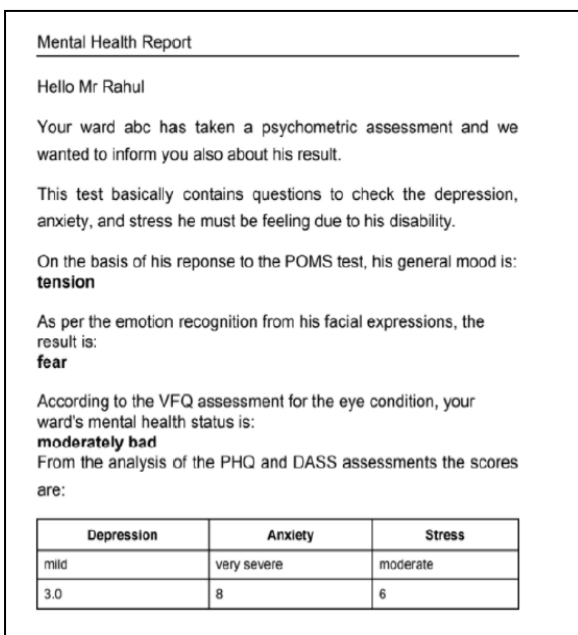 Mental Health Report
Hello Mr Rahul
Your ward abc has taken a psychometric assessment and we
wanted to inform you also about his result.
This test basically contains questions to check the depression,
anxiety, and stress he must be feeling due to his disability.
On the basis of his reponse to the POMS test, his general mood is:
tension
As per the emotion recognition from his facial expressions, the
result is:
fear
According to the VFQ assessment for the eye condition, your
ward's mental health status is:
moderately bad
From the analysis of the PHQ and DASS assessments the scores
are:
Depression Anxiety Stress
mild very severe moderate
3.0 8 6